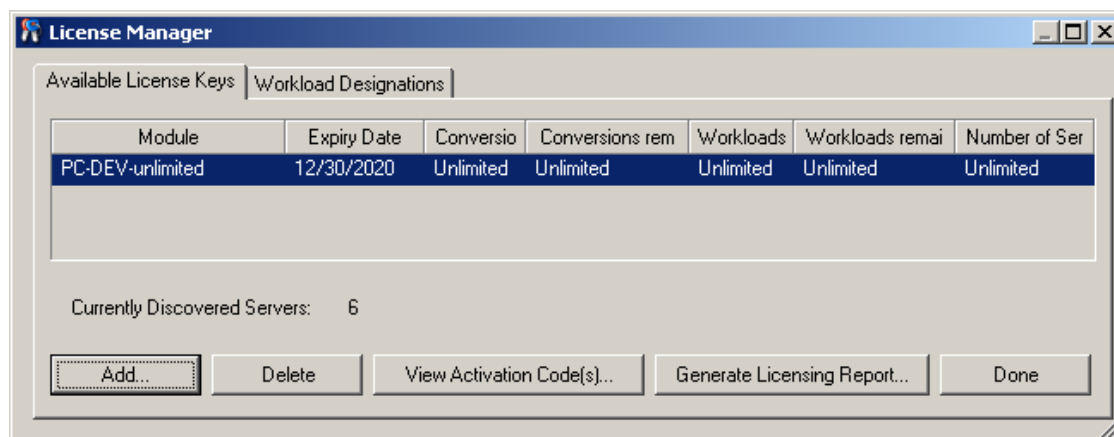 License Manager
Available License Keys Workload Designations
Module Expiry Date Conversio Conversions rem Workloads Workloads remai Number of Ser
PC-DEV-unlimited 12/30/2020 Unlimited Unlimited Unlimited Unlimited Unlimited
Currently Discovered Servers: 6
Add... Delete View Activation Code(s)... Generate Licensing Report... Done